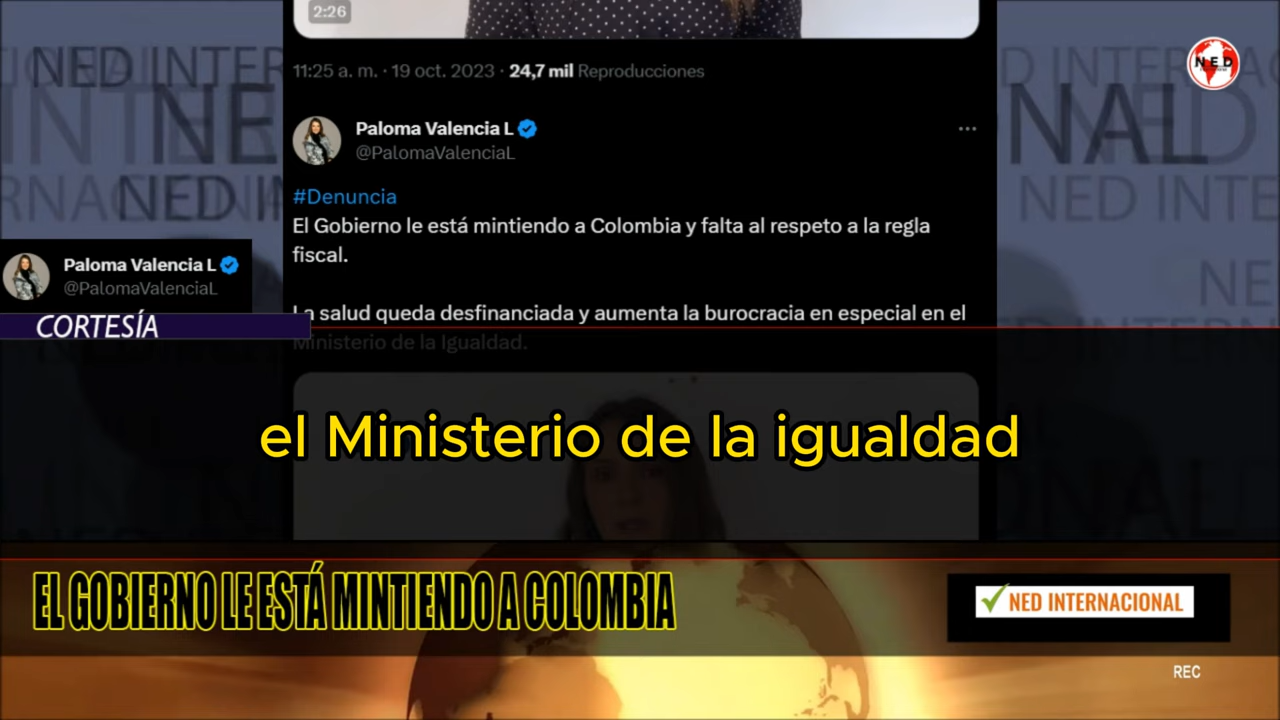 2:26
11:25 a. m. · 19 oct. 2023 · 24,7 mil Reproducciones
NED
Paloma Valencia L
@PalomaValenciaL
#Denuncia
El Gobierno le está mintiendo a Colombia y falta al respeto a la regla
fiscal.
La salud queda desfinanciada y aumenta la burocracia en especial en el
Ministerio de la Igualdad.
Paloma Valencia L
@PalomaValenciaL
CORTESÍA
el Ministerio de la igualdad
EL GOBIERNO LE ESTÁ MINTIENDO A COLOMBIA
NED INTERNACIONAL
REC